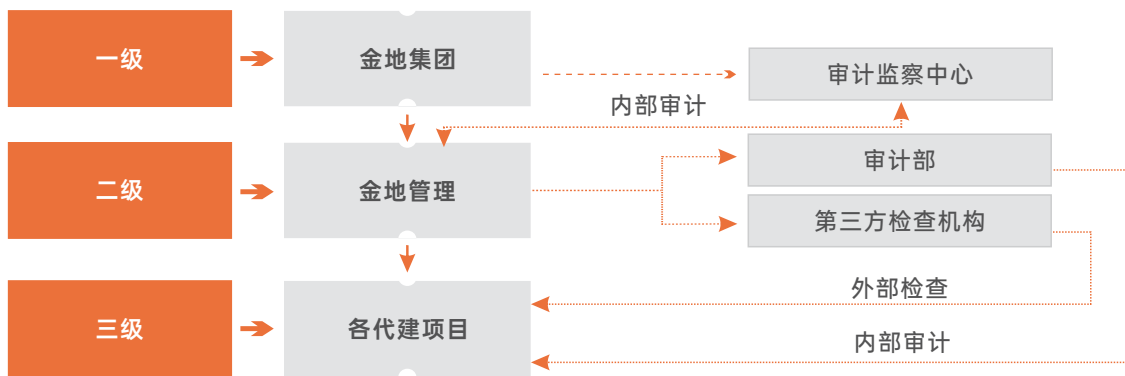 一级
金地集团
审计监察中心
内部审计
二级
金地管理
审计部
第三方检查机构
外部检查
三级
各代建项目
内部审计